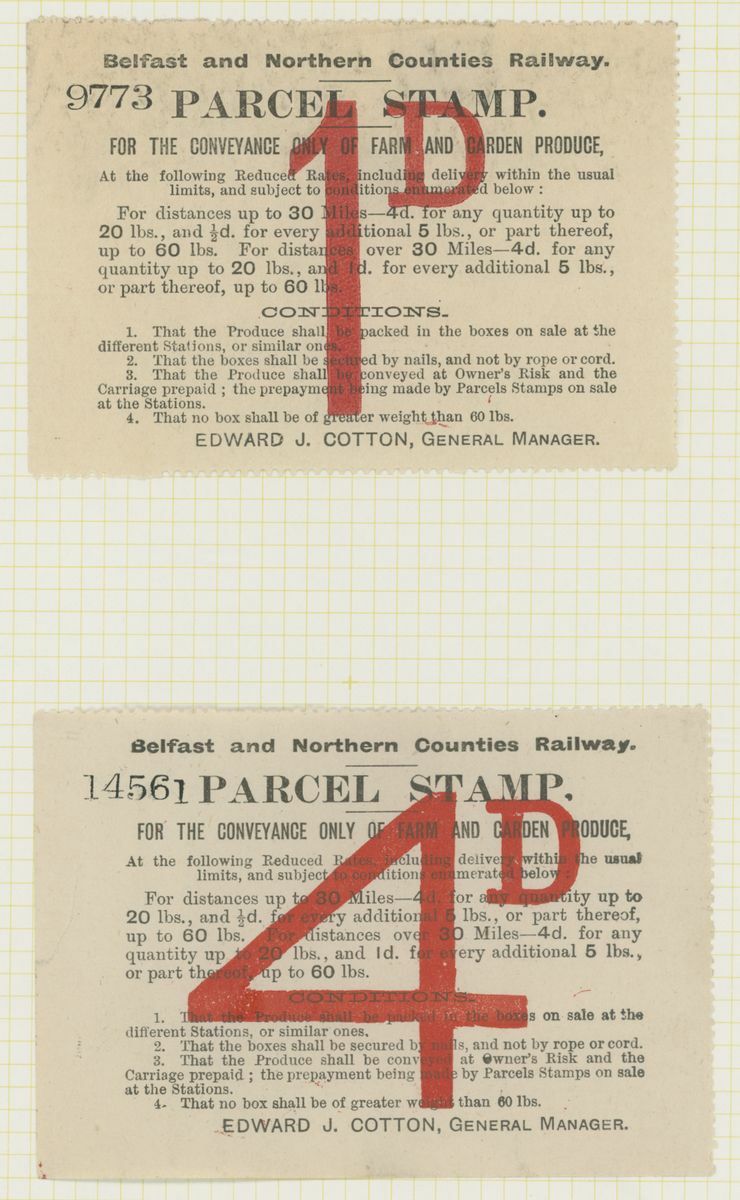 Belfast and Northern Counties Railway.
9773 PARCEL STAMP.
1D
FOR THE CONVEYANCE ONLY OF FARM AND GARDEN PRODUCE,
At the following Reduced Rates, including delivery within the usual
limits, and subject to conditions enumerated below :
For distances up to 30 Miles—4d. for any quantity up to
20 lbs., and ½d. for every additional 5 lbs., or part thereof,
up to 60 lbs. For distances over 30 Miles—4d. for any
quantity up to 20 lbs., and 1d. for every additional 5 lbs.,
or part thereof, up to 60 lbs.
CONDITIONS.
1. That the Produce shall be packed in the boxes on sale at the
different Stations, or similar ones.
2. That the boxes shall be secured by nails, and not by rope or cord.
3. That the Produce shall be conveyed at Owner's Risk and the
Carriage prepaid ; the prepayment being made by Parcels Stamps on sale
at the Stations.
4. That no box shall be of greater weight than 60 lbs.
EDWARD J. COTTON, GENERAL MANAGER.
Belfast and Northern Counties Railway.
14561 PARCEL STAMP.
4D
FOR THE CONVEYANCE ONLY OF FARM AND GARDEN PRODUCE,
At the following Reduced Rates, including delivery within the usual
limits, and subject to conditions enumerated below :
For distances up to 30 Miles—4d. for any quantity up to
20 lbs., and ½d. for every additional 5 lbs., or part thereof,
up to 60 lbs. For distances over 30 Miles—4d. for any
quantity up to 20 lbs., and 1d. for every additional 5 lbs.,
or part thereof, up to 60 lbs.
CONDITIONS.
1. That the Produce shall be packed in the boxes on sale at the
different Stations, or similar ones.
2. That the boxes shall be secured by nails, and not by rope or cord.
3. That the Produce shall be conveyed at Owner's Risk and the
Carriage prepaid ; the prepayment being made by Parcels Stamps on sale
at the Stations.
4. That no box shall be of greater weight than 60 lbs.
EDWARD J. COTTON, GENERAL MANAGER.